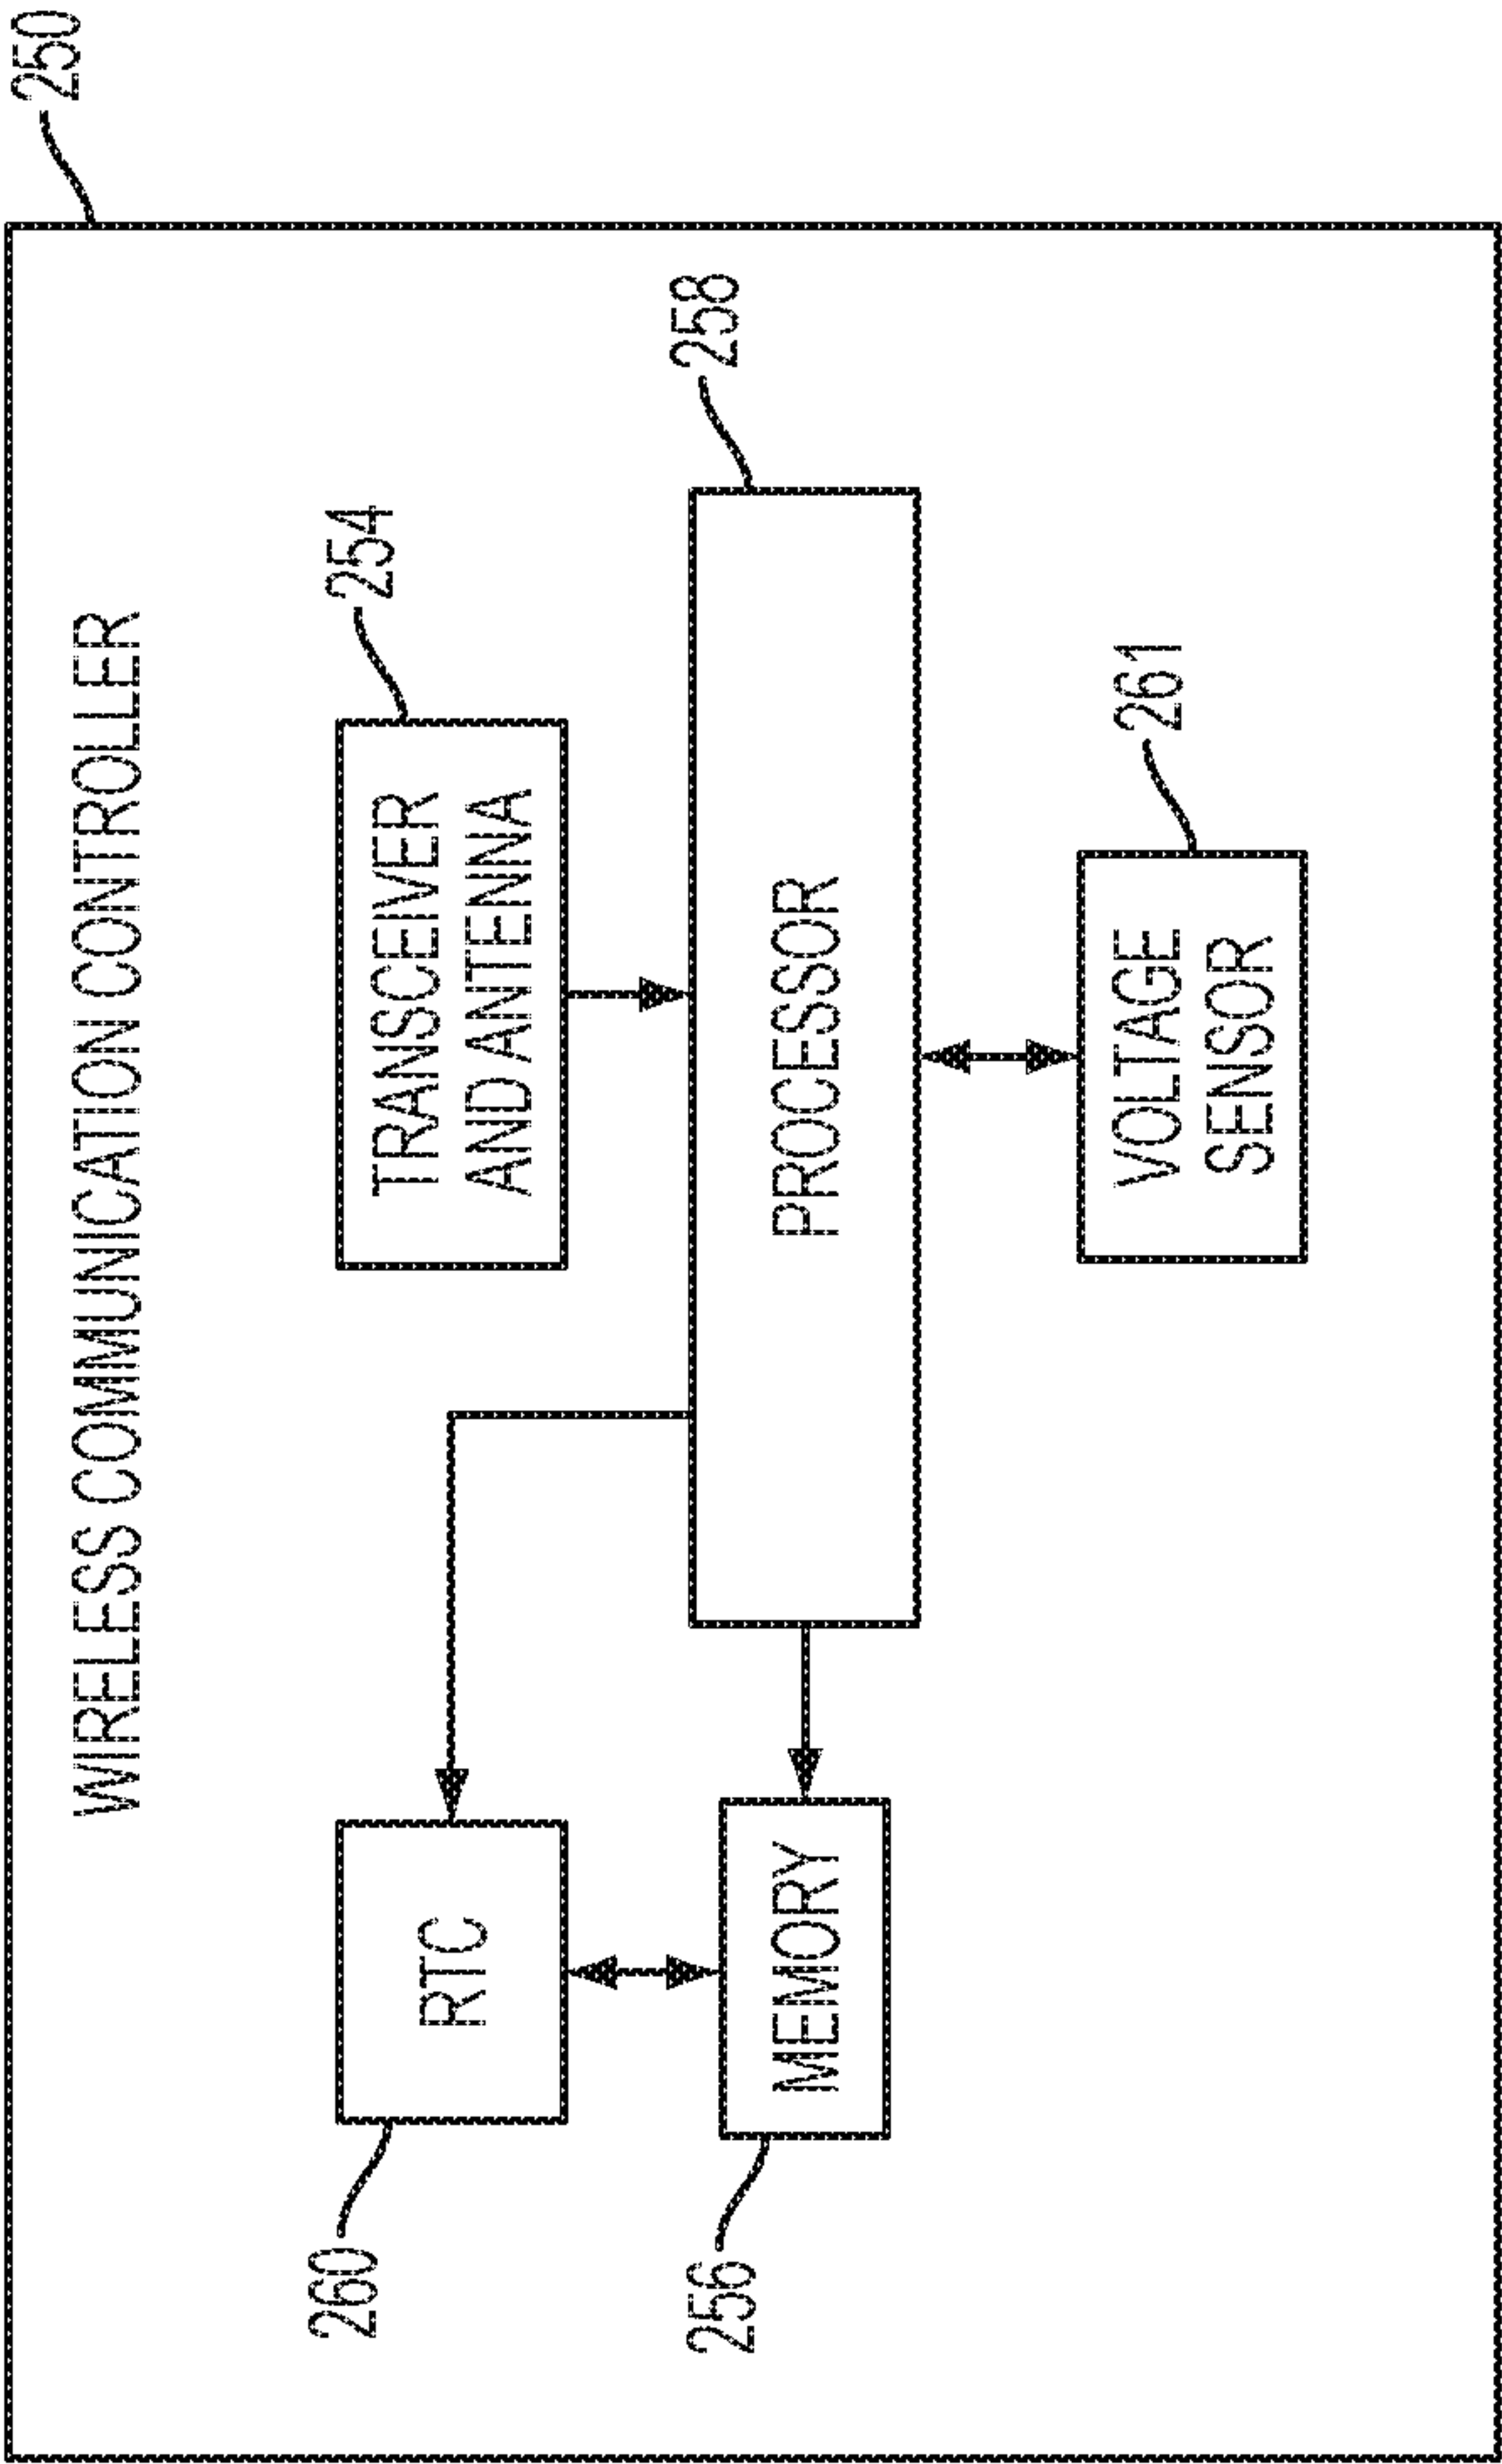 250
WIRELESS COMMUNICATION CONTROLLER
260
RTC
TRANSCEIVER
AND ANTENNA
254
256
MEMORY
PROCESSOR
258
VOLTAGE
SENSOR
261